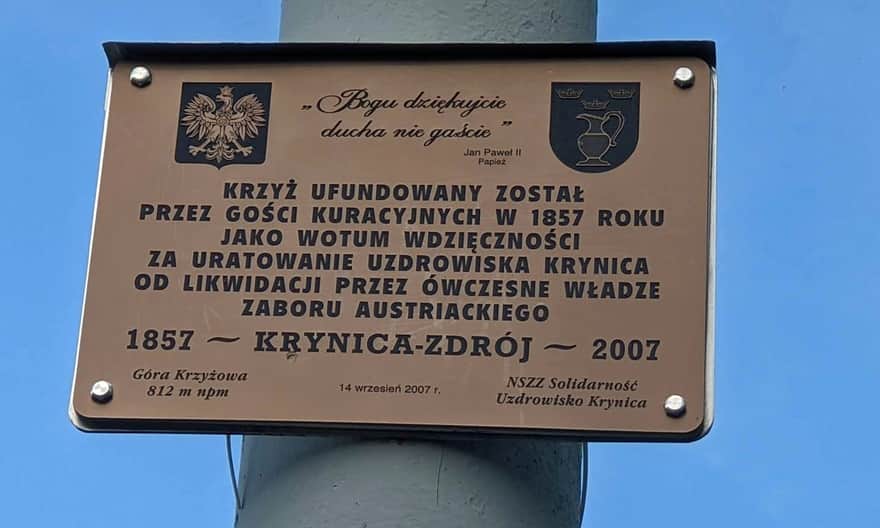 „Bogu dziękujcie
ducha nie gaście”
Jan Paweł II
Papież
KRZYŻ UFUNDOWANY ZOSTAŁ
PRZEZ GOŚCI KURACYJNYCH W 1857 ROKU
JAKO WOTUM WDZIĘCZNOŚCI
ZA URATOWANIE UZDROWISKA KRYNICA
OD LIKWIDACJI PRZEZ ÓWCZESNE WŁADZE
ZABORU AUSTRIACKIEGO
1857 ~ KRYNICA-ZDRÓJ ~ 2007
Góra Krzyżowa
812 m npm
14 wrzesień 2007 r.
NSZZ Solidarność
Uzdrowisko Krynica